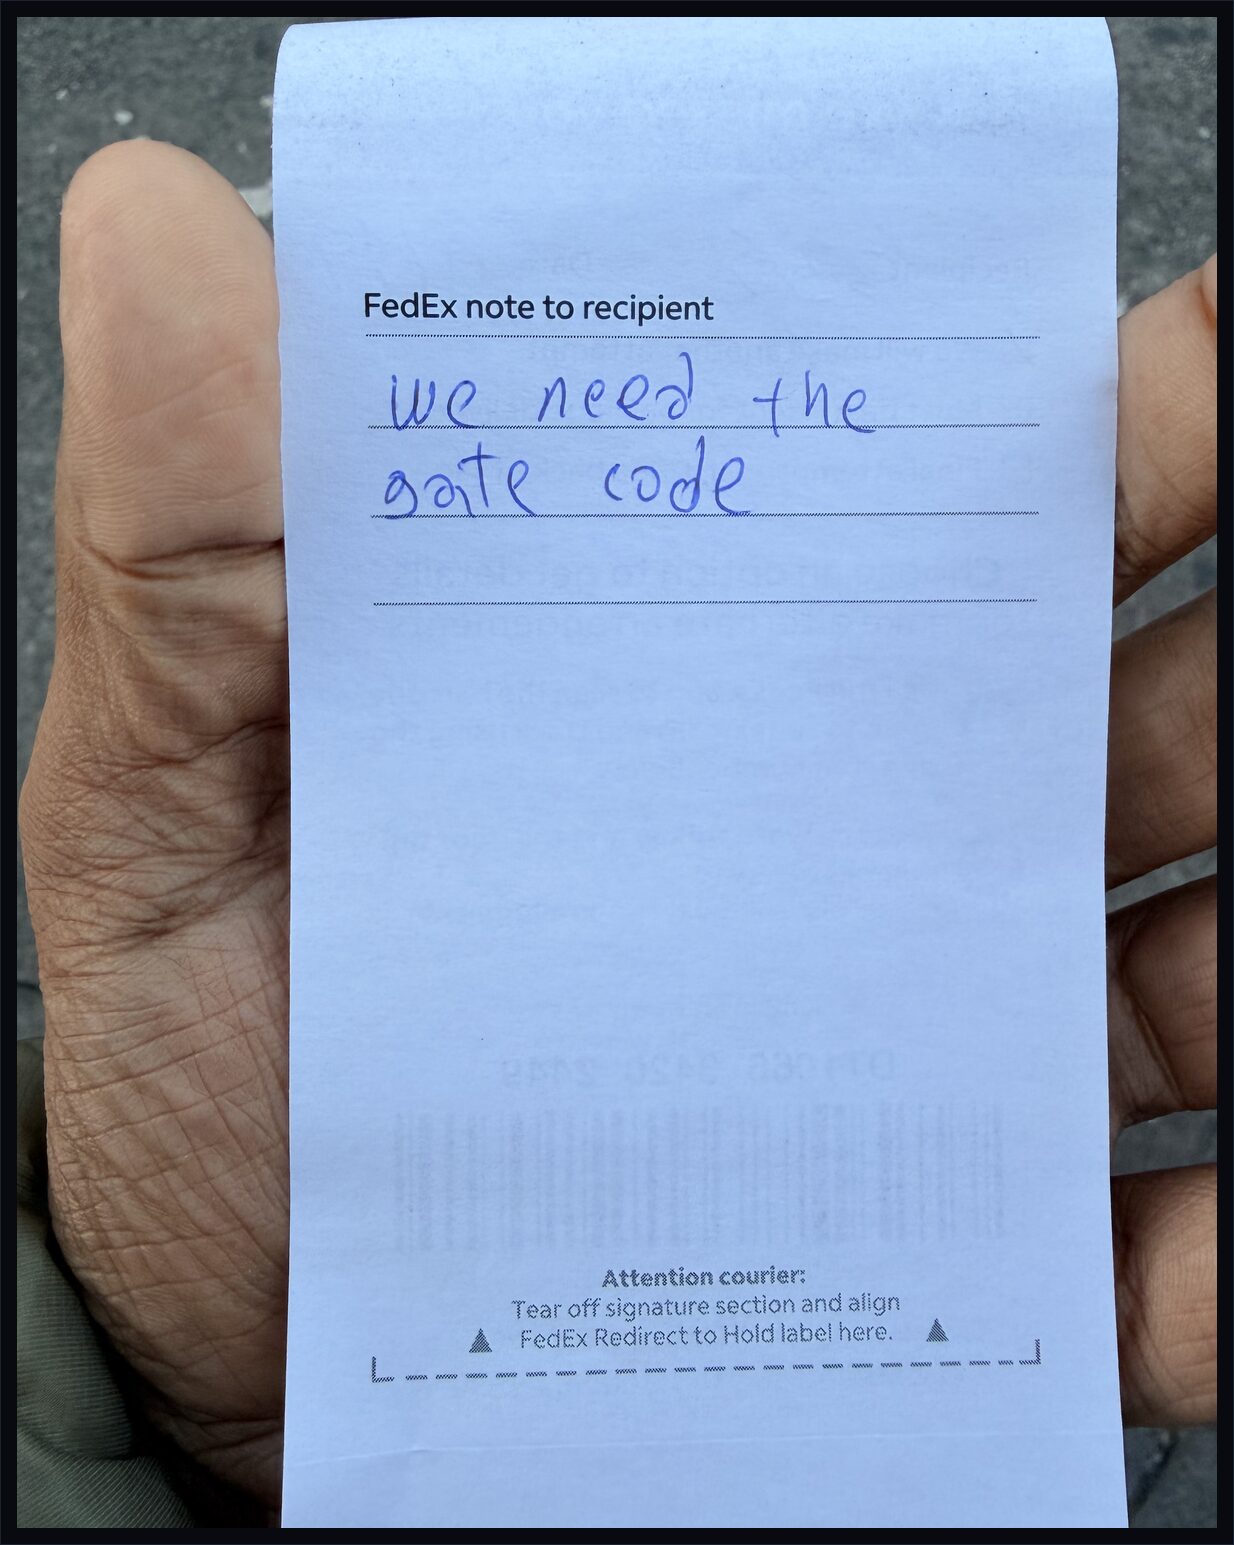 FedEx note to recipient
we need the
gate code
Attention courier:
Tear off signature section and align
FedEx Redirect to Hold label here.